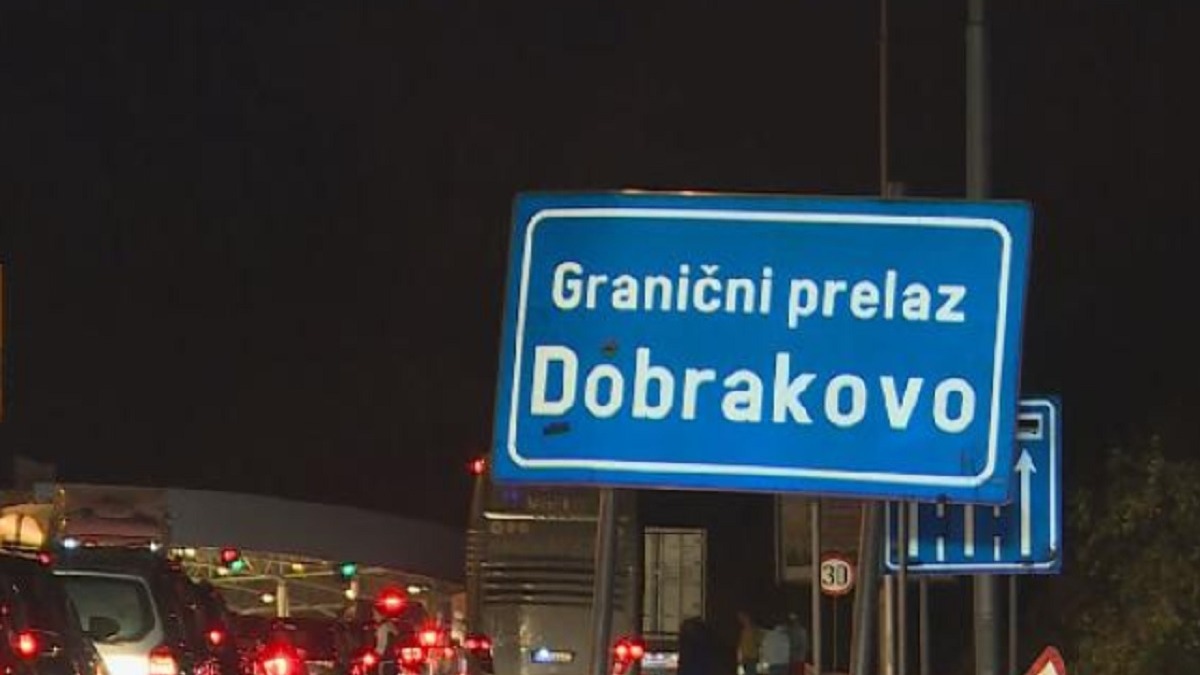 Granični prelaz
Dobrakovo
30